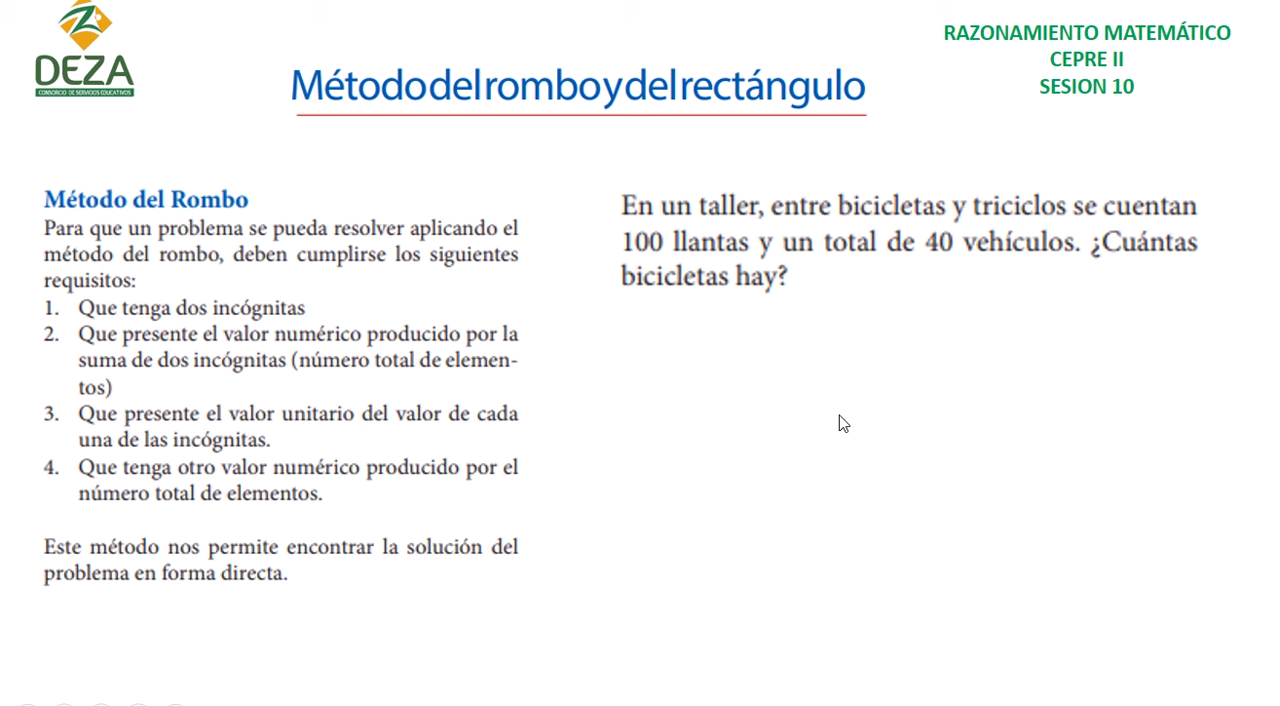 DEZA
CONSORCIO DE SERVICIOS EDUCATIVOS
RAZONAMIENTO MATEMÁTICO
CEPRE II
SESION 10
Método del rombo y del rectángulo
Método del Rombo
Para que un problema se pueda resolver aplicando el
método del rombo, deben cumplirse los siguientes
requisitos:
1. Que tenga dos incógnitas
2. Que presente el valor numérico producido por la
suma de dos incógnitas (número total de elemen-
tos)
3. Que presente el valor unitario del valor de cada
una de las incógnitas.
4. Que tenga otro valor numérico producido por el
número total de elementos.
Este método nos permite encontrar la solución del
problema en forma directa.
En un taller, entre bicicletas y triciclos se cuentan
100 llantas y un total de 40 vehículos. ¿Cuántas
bicicletas hay?